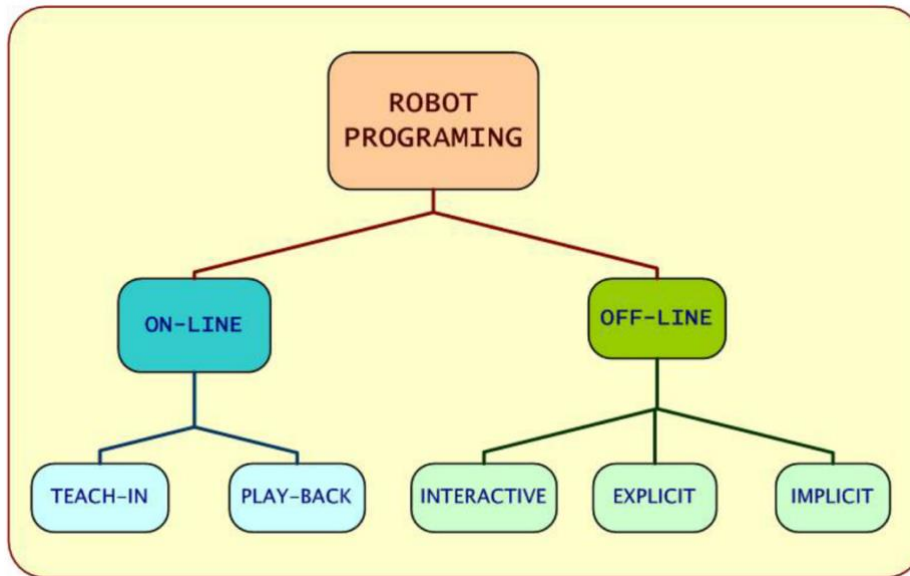 ROBOT
PROGRAMING
ON-LINE
OFF-LINE
TEACH-IN
PLAY-BACK
INTERACTIVE
EXPLICIT
IMPLICIT